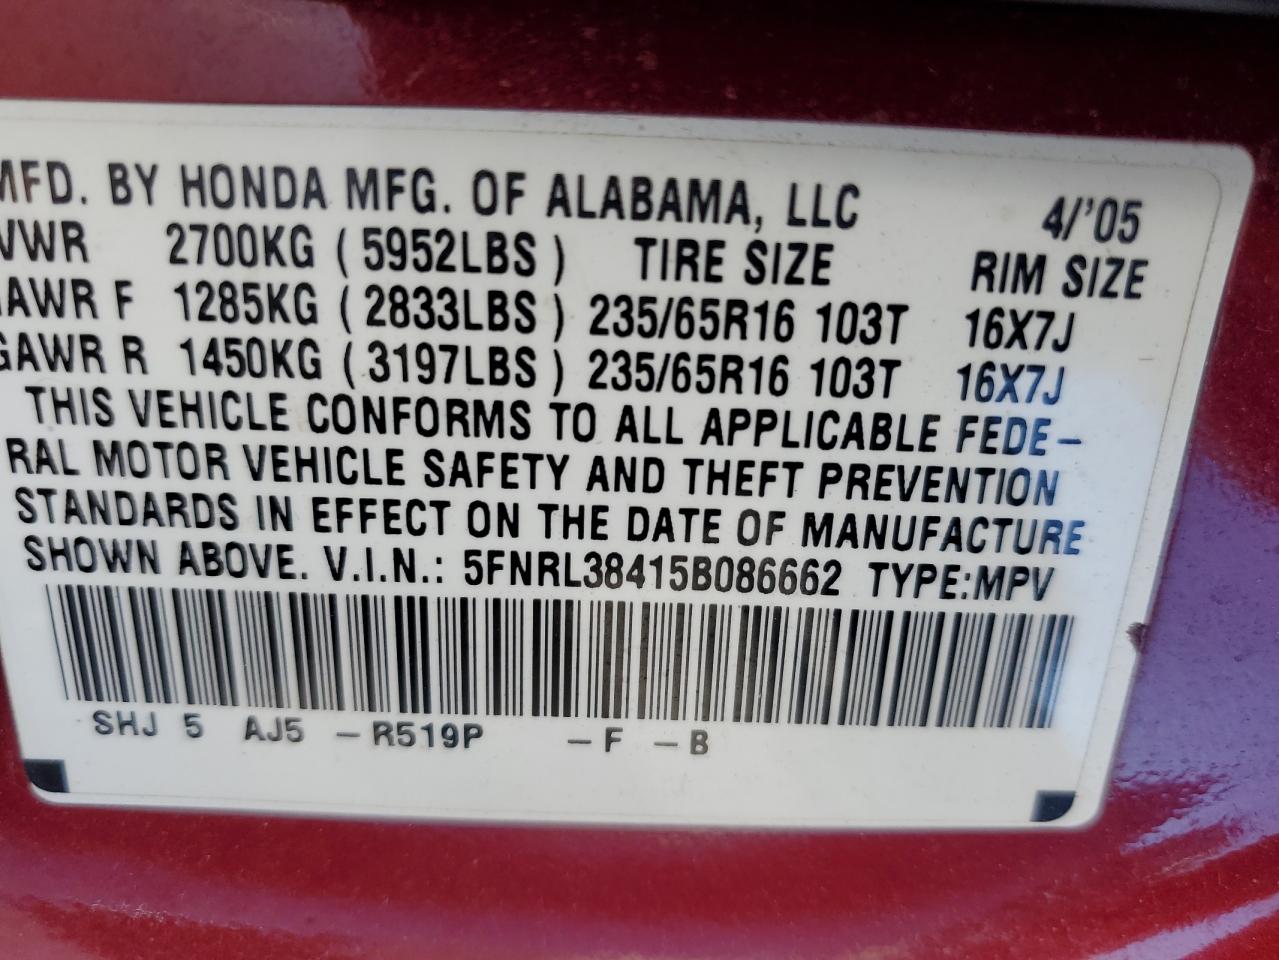 MFD. BY HONDA MFG. OF ALABAMA, LLC 4/'05
VWR 2700KG ( 5952LBS ) TIRE SIZE RIM SIZE
AWR F 1285KG ( 2833LBS ) 235/65R16 103T 16X7J
GAWR R 1450KG ( 3197LBS ) 235/65R16 103T 16X7J
THIS VEHICLE CONFORMS TO ALL APPLICABLE FEDE-
RAL MOTOR VEHICLE SAFETY AND THEFT PREVENTION
STANDARDS IN EFFECT ON THE DATE OF MANUFACTURE
SHOWN ABOVE. V.I.N.: 5FNRL38415B086662 TYPE:MPV
SHJ 5 AJ5 -R519P -F -B